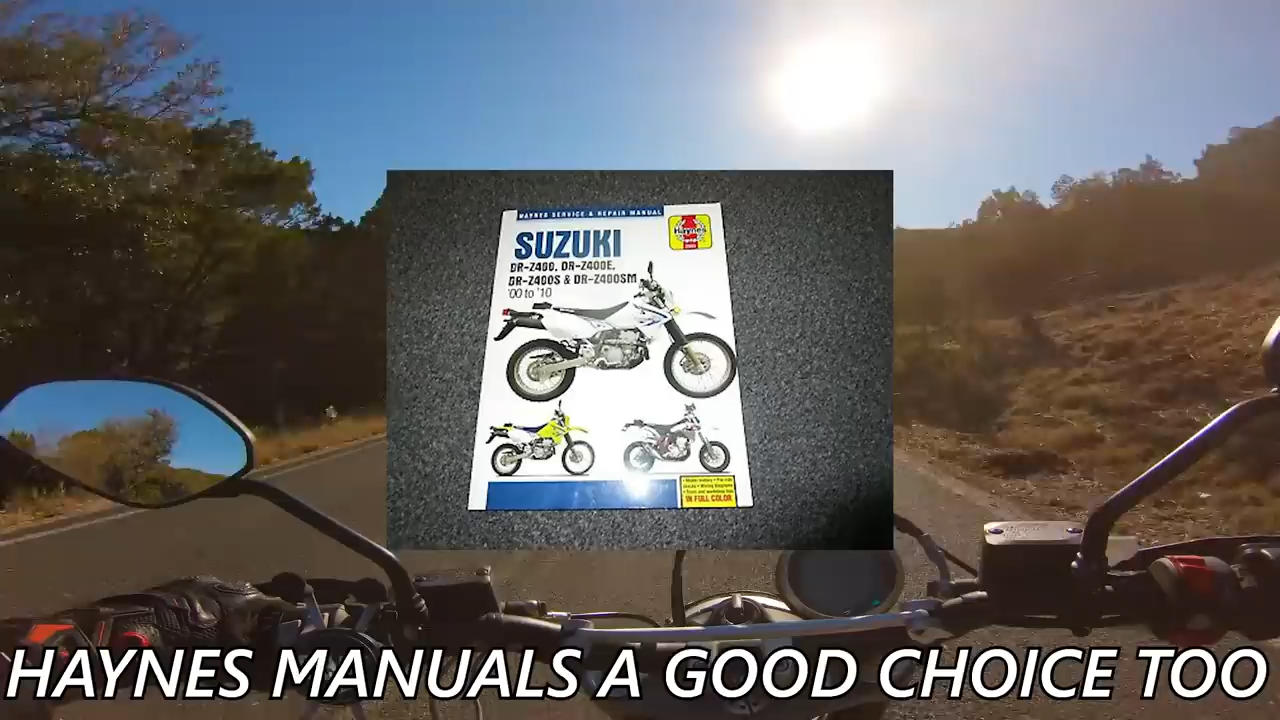 HAYNES SERVICE & REPAIR MANUAL
Haynes
SUZUKI
DR-Z400, DR-Z400E,
DR-Z400S & DR-Z400SM
'00 to '10
IN FULL COLOR
HAYNES MANUALS A GOOD CHOICE TOO